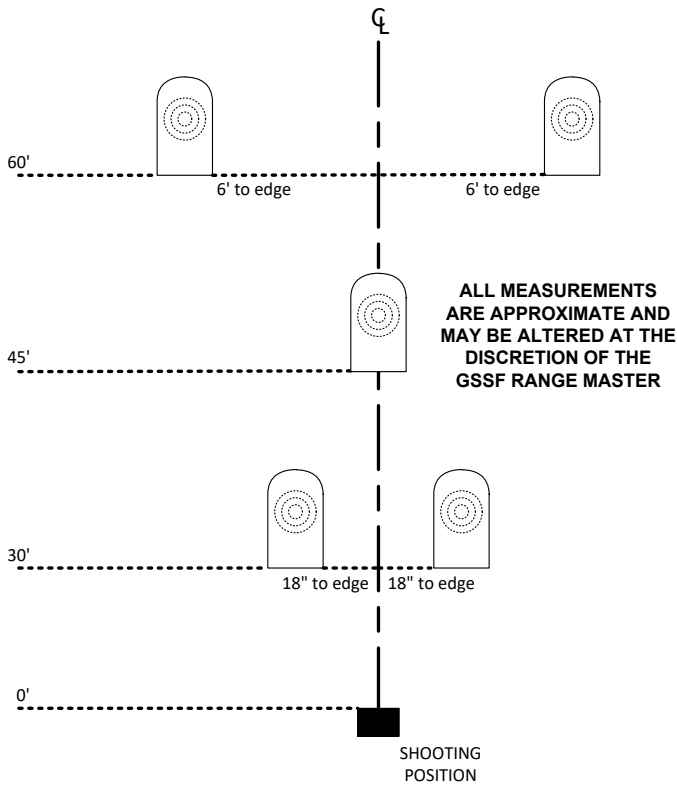 ℄
60'
6' to edge
6' to edge
ALL MEASUREMENTS
ARE APPROXIMATE AND
MAY BE ALTERED AT THE
DISCRETION OF THE
GSSF RANGE MASTER
45'
30'
18" to edge
18" to edge
0'
SHOOTING
POSITION